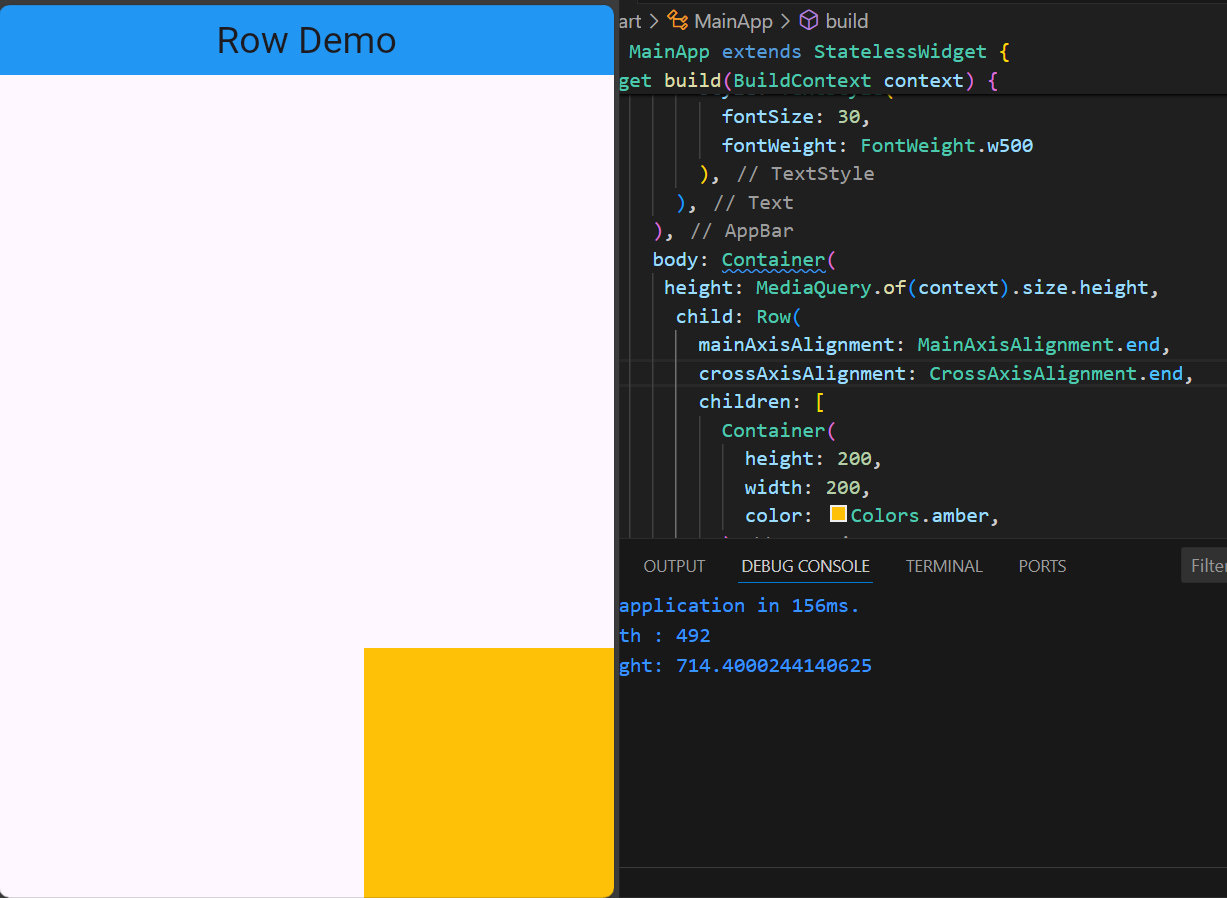 Row Demo
art > MainApp > build
MainApp extends StatelessWidget {
get build(BuildContext context) {
fontSize: 30,
fontWeight: FontWeight.w500
), // TextStyle
), // Text
), // AppBar
body: Container(
height: MediaQuery.of(context).size.height,
child: Row(
mainAxisAlignment: MainAxisAlignment.end,
crossAxisAlignment: CrossAxisAlignment.end,
children: [
Container(
height: 200,
width: 200,
color: Colors.amber,
OUTPUT DEBUG CONSOLE TERMINAL PORTS Filter
application in 156ms.
th : 492
ght: 714.4000244140625